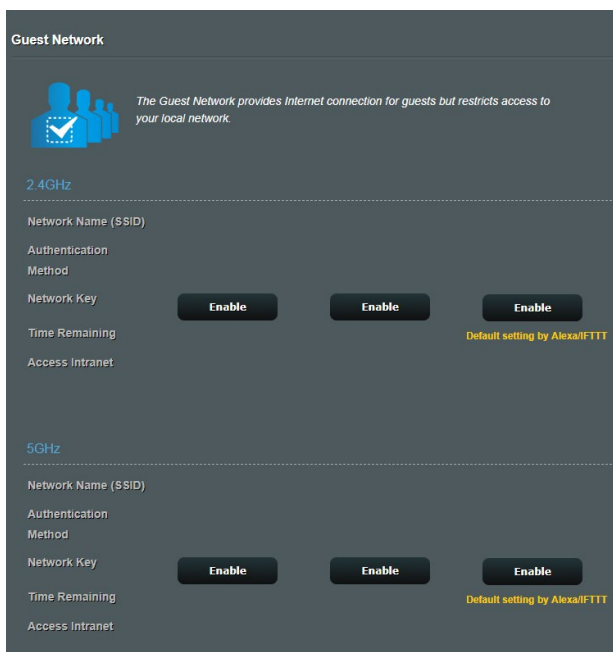 Guest Network
The Guest Network provides Internet connection for guests but restricts access to
your local network.
2.4GHz
Network Name (SSID)
Authentication
Method
Network Key
Enable
Enable
Enable
Time Remaining
Default setting by Alexa/IFTTT
Access Intranet
5GHz
Network Name (SSID)
Authentication
Method
Network Key
Enable
Enable
Enable
Time Remaining
Default setting by Alexa/IFTTT
Access Intranet